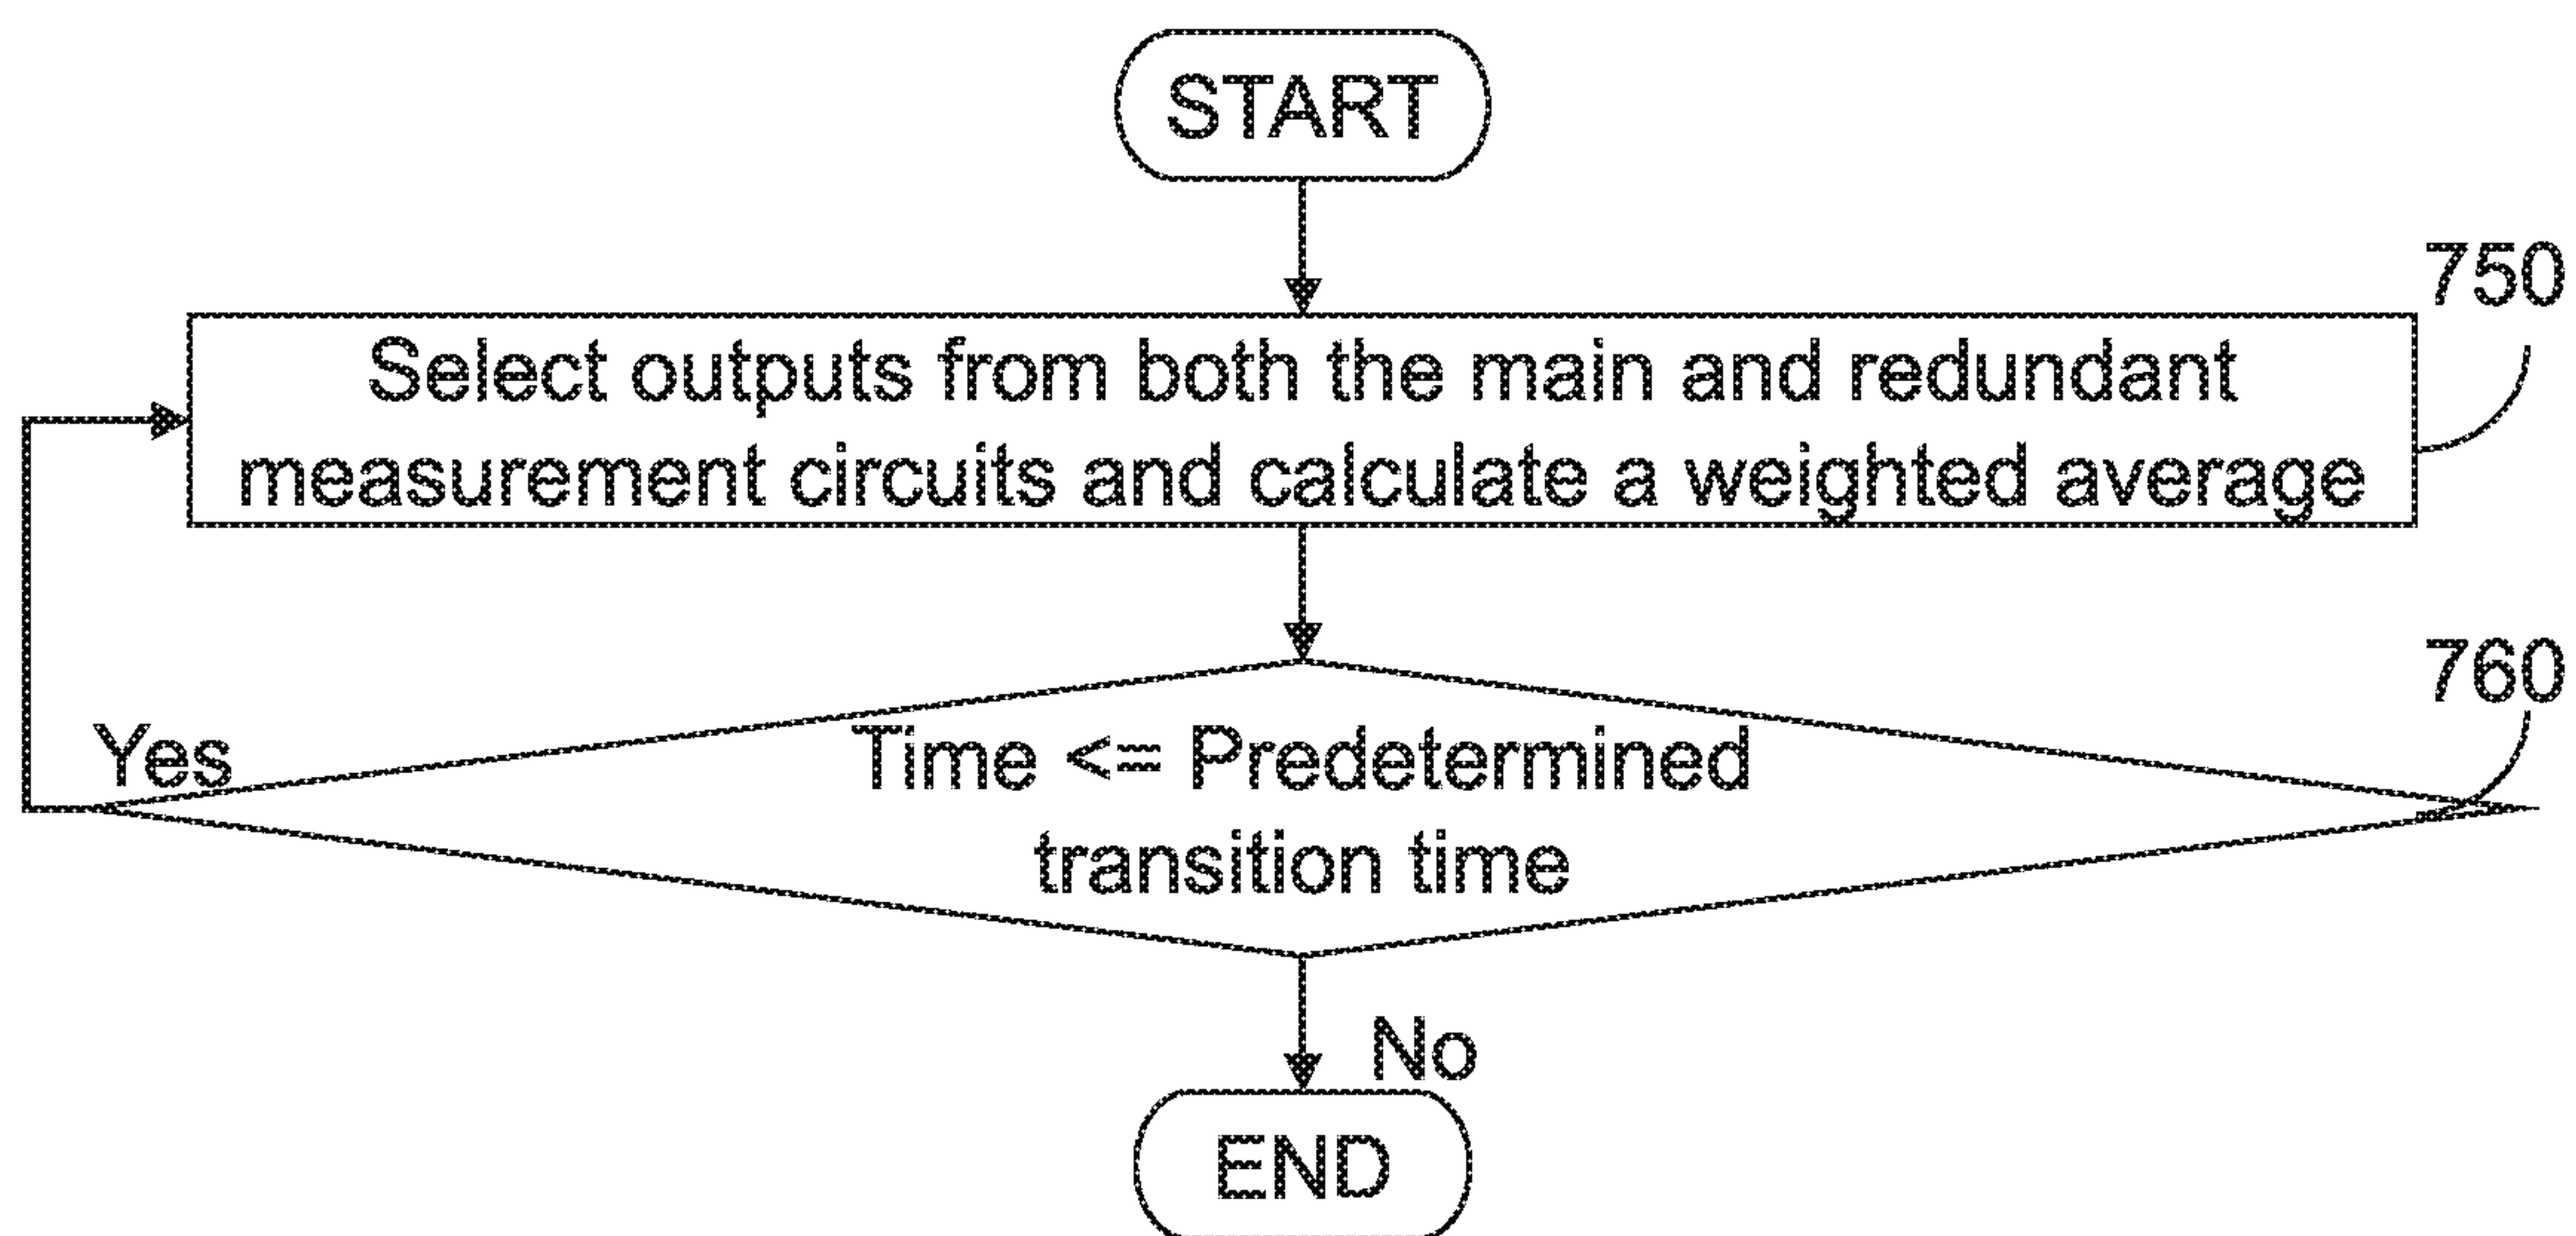 START
750
Select outputs from both the main and redundant
measurement circuits and calculate a weighted average
760
Yes
Time <= Predetermined
transition time
No
END